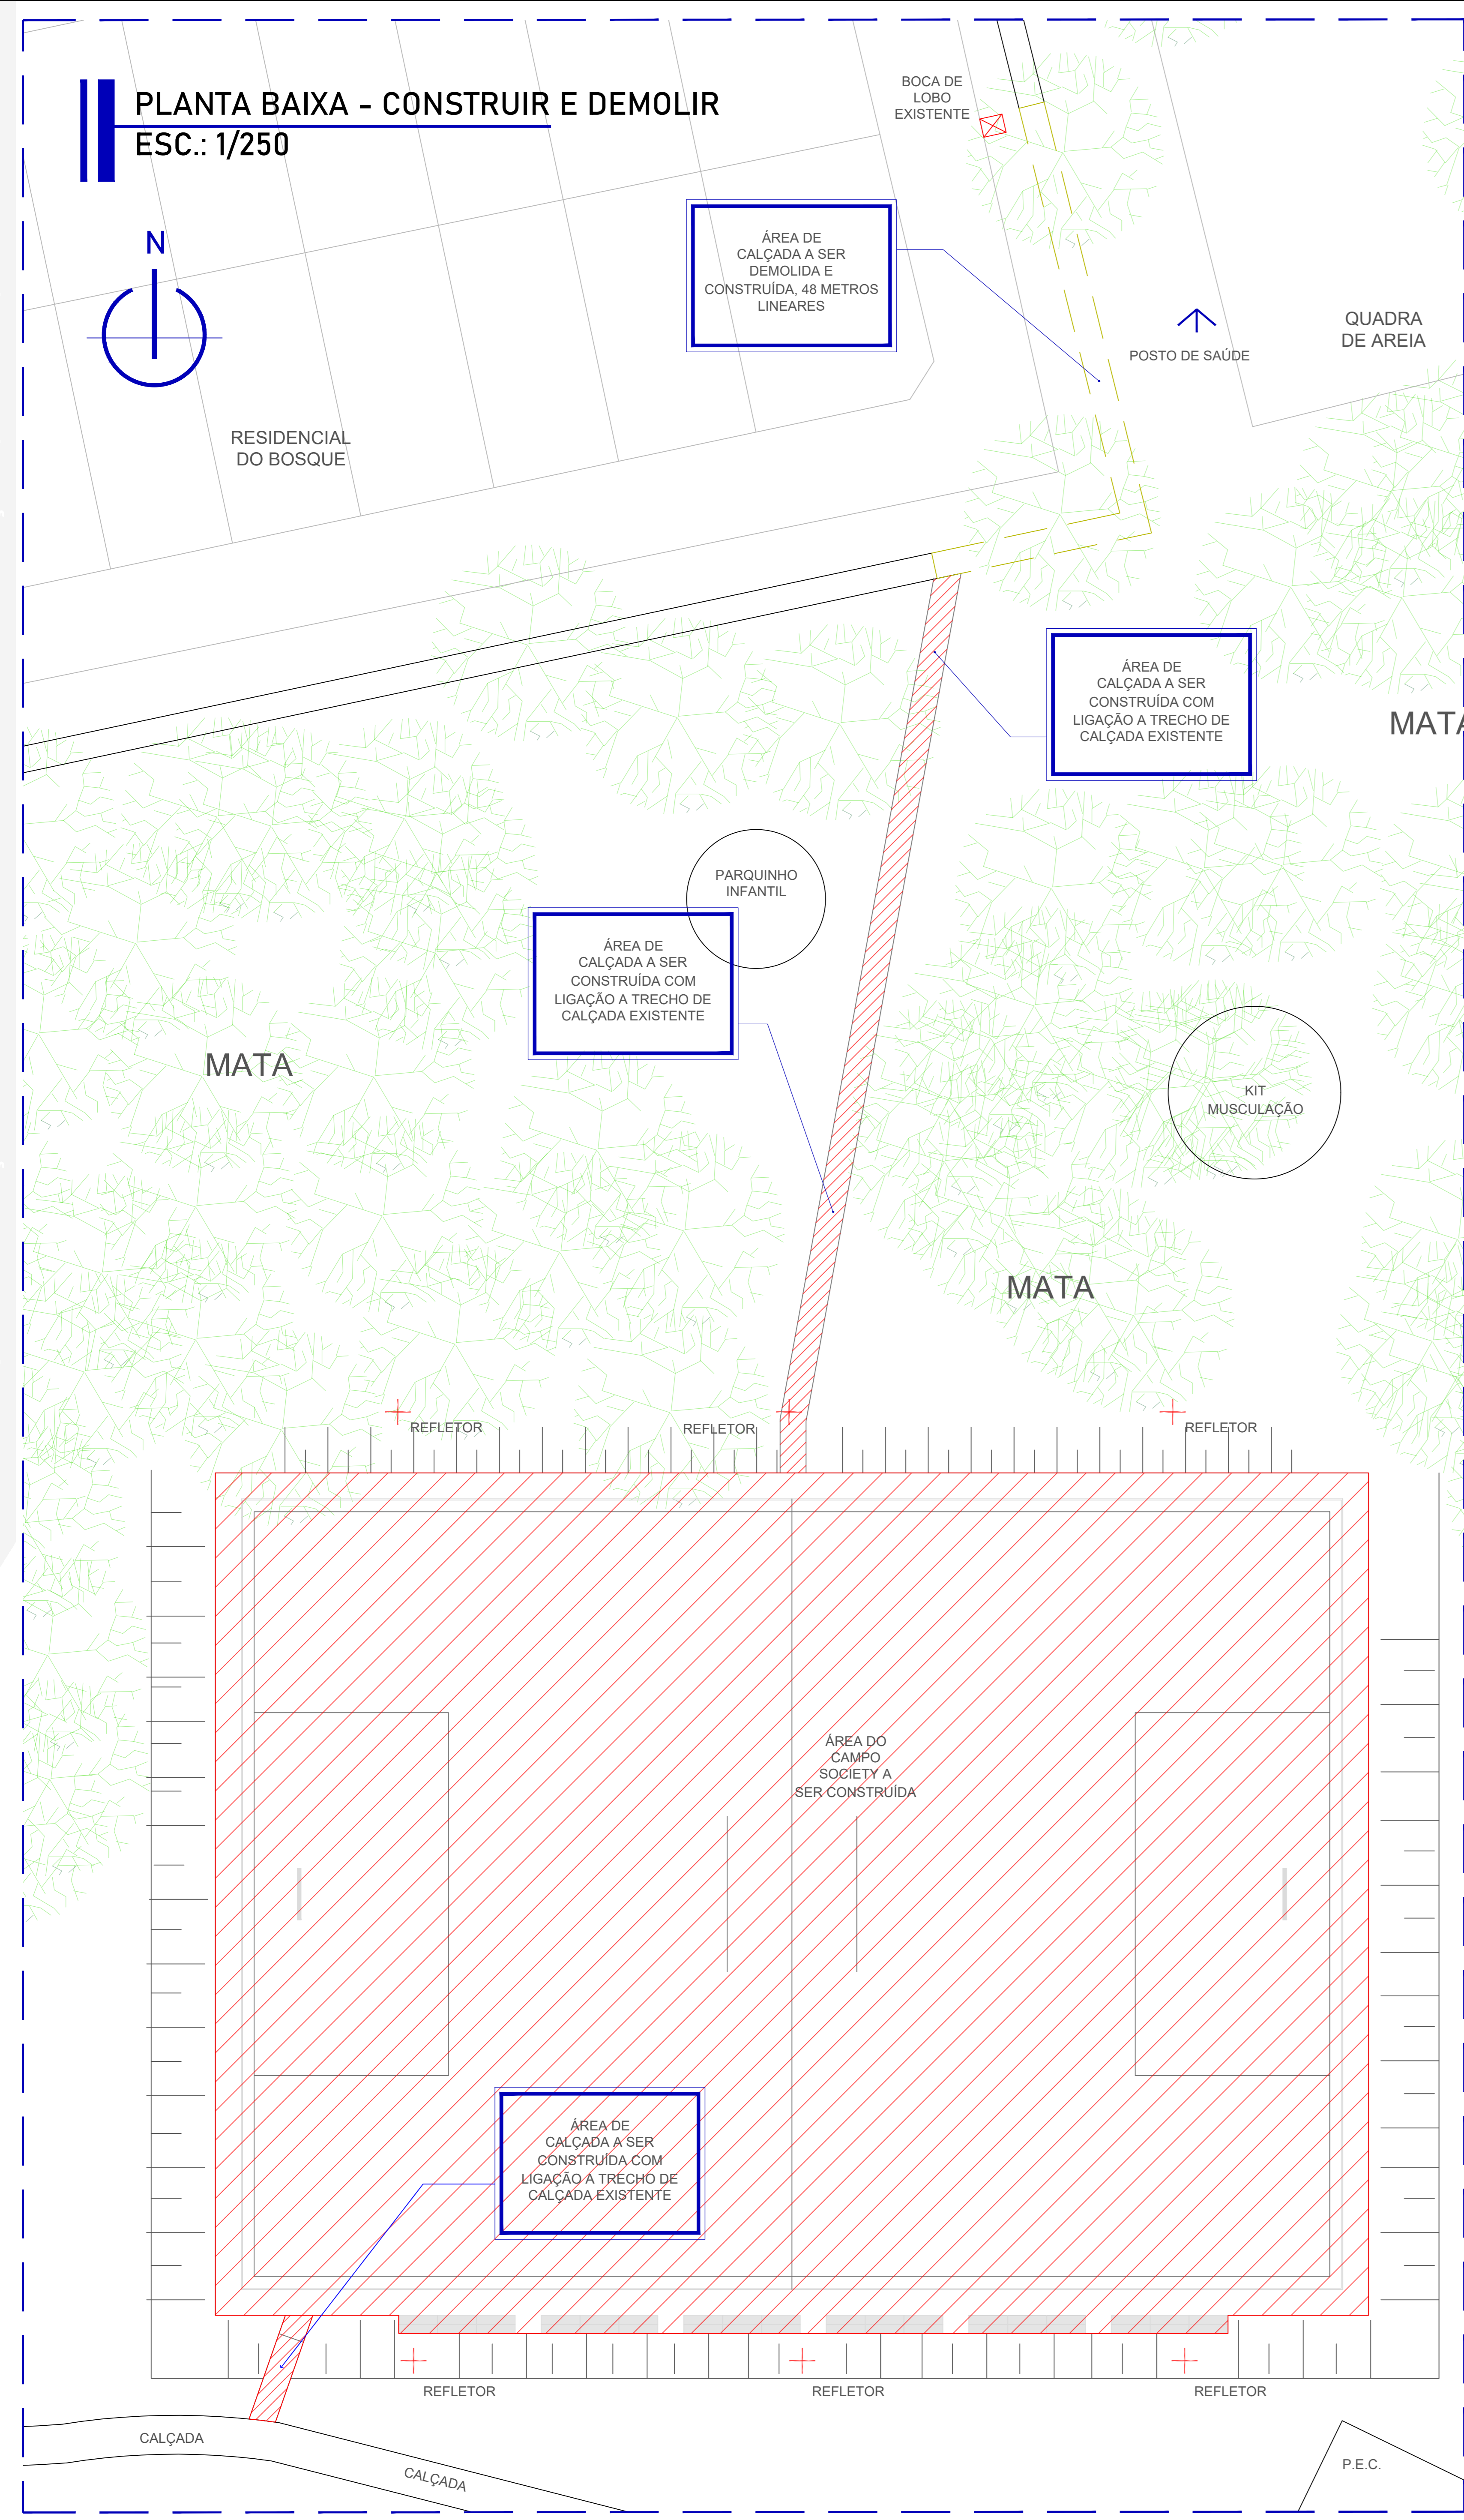 PLANTA BAIXA - CONSTRUIR E DEMOLIR
ESC.: 1/250
BOCA DE
LOBO
EXISTENTE
N
ÁREA DE
CALÇADA A SER
DEMOLIDA E
CONSTRUÍDA, 48 METROS
LINEARES
QUADRA
DE AREIA
POSTO DE SAÚDE
RESIDENCIAL
DO BOSQUE
ÁREA DE
CALÇADA A SER
CONSTRUÍDA COM
LIGAÇÃO A TRECHO DE
CALÇADA EXISTENTE
MATA
PARQUINHO
INFANTIL
ÁREA DE
CALÇADA A SER
CONSTRUÍDA COM
LIGAÇÃO A TRECHO DE
CALÇADA EXISTENTE
MATA
KIT
MUSCULAÇÃO
MATA
REFLETOR
REFLETOR
REFLETOR
ÁREA DO
CAMPO
SOCIETY A
SER CONSTRUÍDA
ÁREA DE
CALÇADA A SER
CONSTRUÍDA COM
LIGAÇÃO A TRECHO DE
CALÇADA EXISTENTE
REFLETOR
REFLETOR
REFLETOR
CALÇADA
CALÇADA
P.E.C.